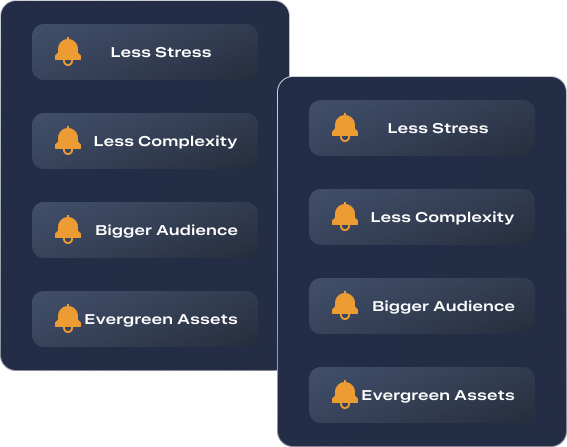 Less Stress
Less Complexity
Bigger Audience
Evergreen Assets
Less Stress
Less Complexity
Bigger Audience
Evergreen Assets